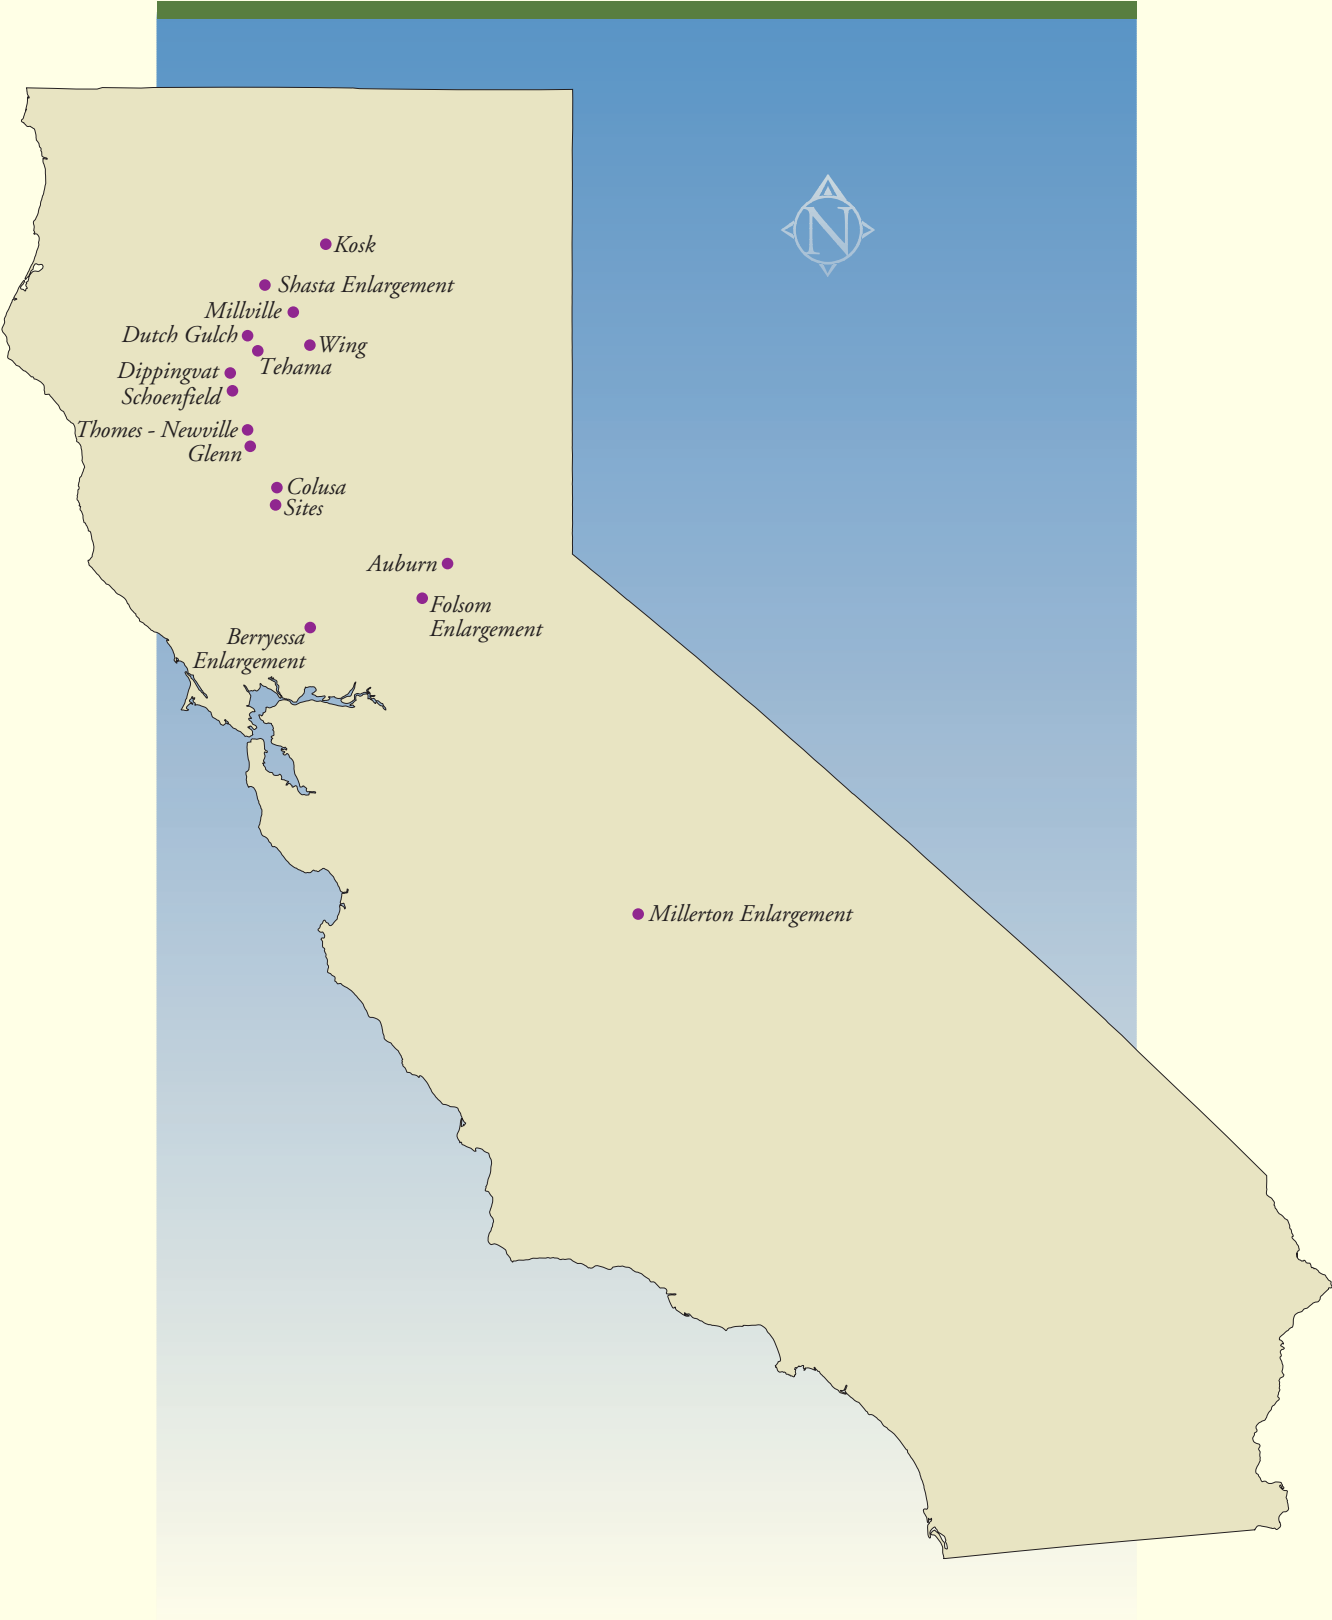 N
Kosk
Shasta Enlargement
Millville
Dutch Gulch
Wing
Tehama
Dippingvat
Schoenfield
Thomes - Newville
Glenn
Colusa
Sites
Auburn
Folsom
Enlargement
Berryessa
Enlargement
Millerton Enlargement